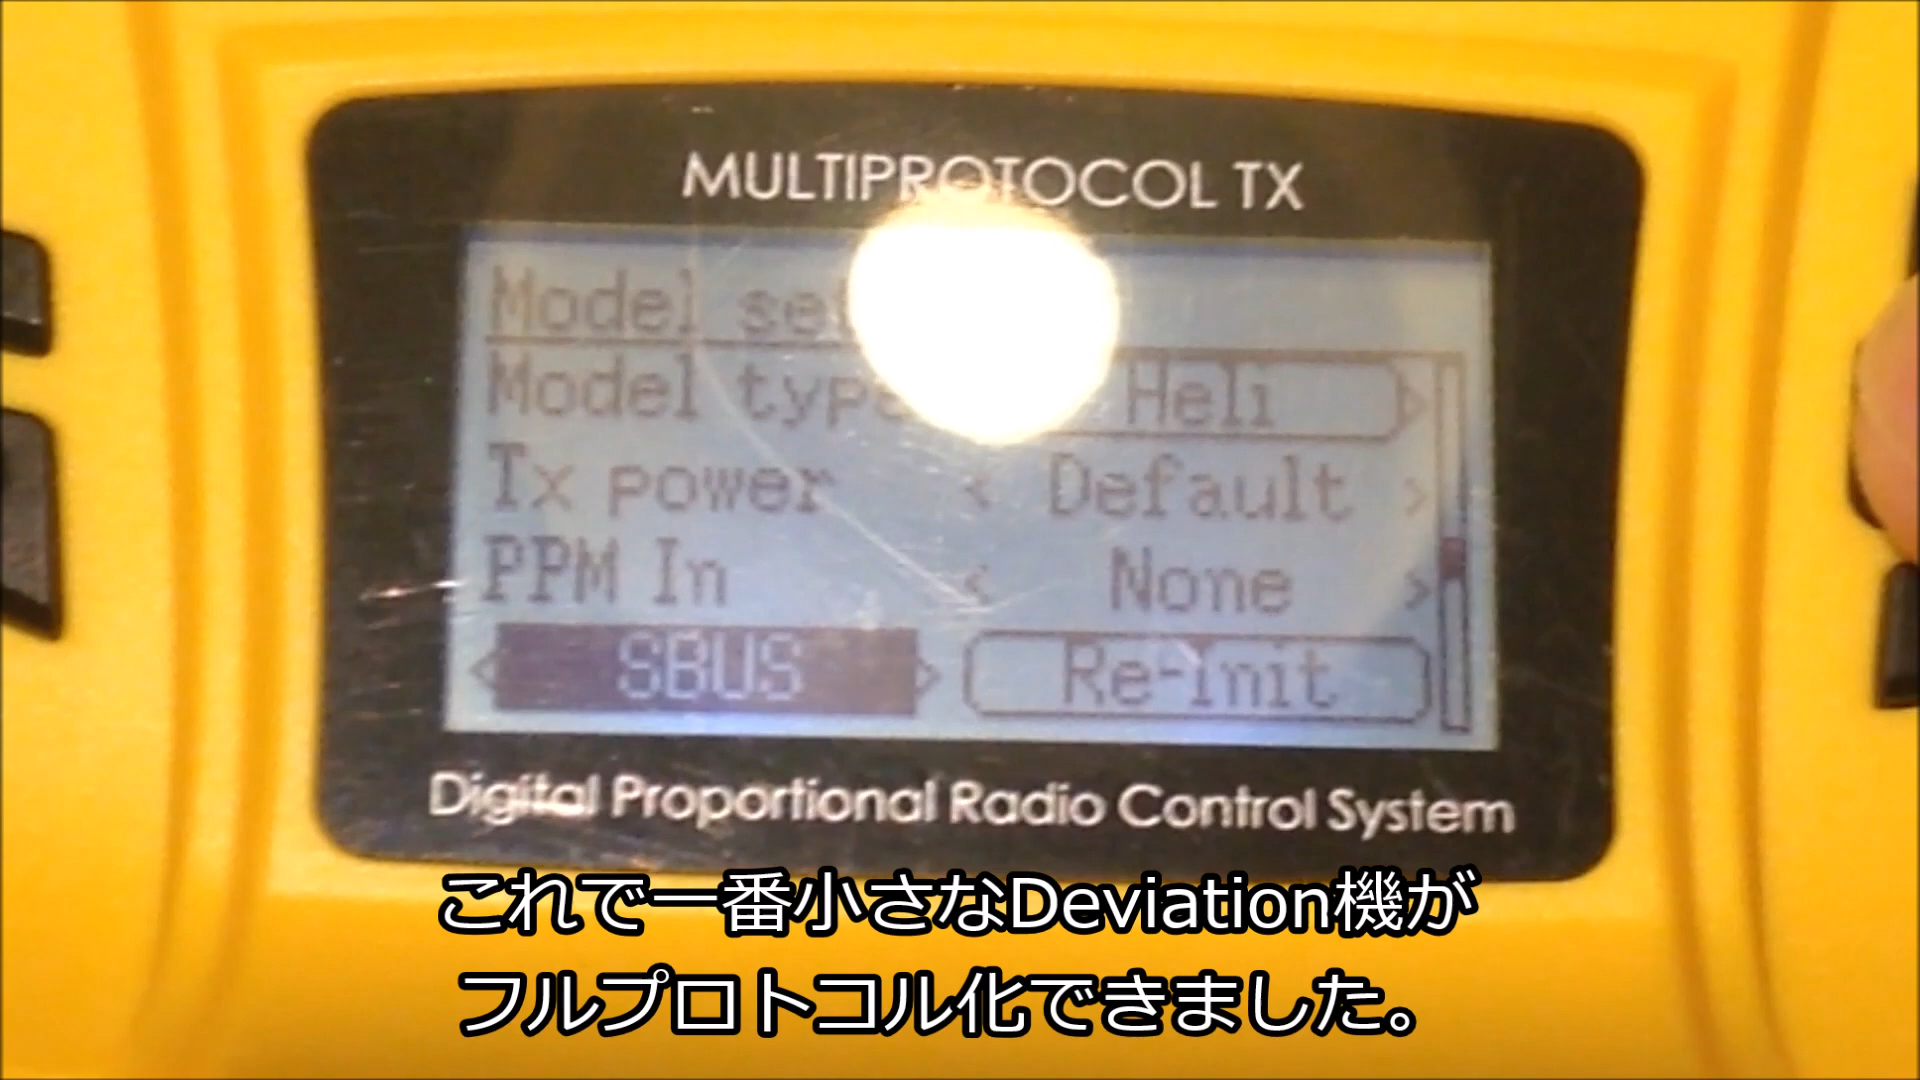 MULTIPROTOCOL TX
Model
Model type Heli
Tx power < Default >
PPM In < None >
< SBUS > Re-Init
Digital Proportional Radio Control System
これで一番小さなDeviation機が
フルプロトコル化できました。